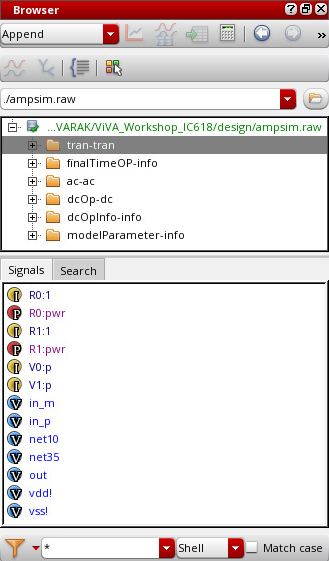 Browser
Append
./ampsim.raw
...VARAK/ViVA_Workshop_IC618/design/ampsim.raw
tran-tran
finalTimeOP-info
ac-ac
dcOp-dc
dcOpInfo-info
modelParameter-info
Signals Search
I R0:1
P R0:pwr
I R1:1
P R1:pwr
I V0:p
I V1:p
V in_m
V in_p
V net10
V net35
V out
V vdd!
V vss!
* Shell Match case